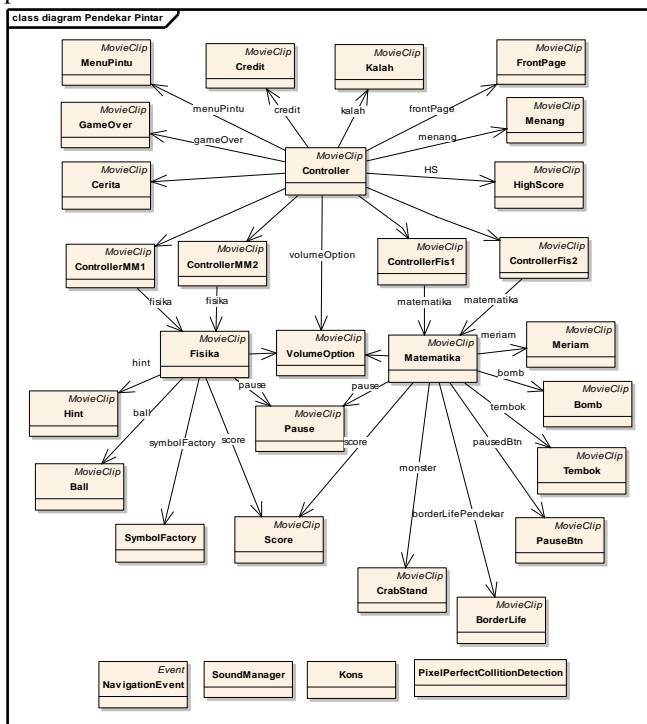 class diagram Pendekar Pintar
MovieClip
MenuPintu
MovieClip
Credit
MovieClip
Kalah
MovieClip
FrontPage
menuPintu
credit
kalah
frontPage
MovieClip
GameOver
MovieClip
Menang
gameOver
menang
MovieClip
Controller
MovieClip
Cerita
HS
MovieClip
HighScore
MovieClip
ControllerMM1
MovieClip
ControllerMM2
volumeOption
MovieClip
ControllerFis1
MovieClip
ControllerFis2
fisika
fisika
matematika
matematika
MovieClip
Fisika
MovieClip
VolumeOption
MovieClip
Matematika
meriam
MovieClip
Meriam
hint
pause
pause
bomb
MovieClip
Bomb
MovieClip
Hint
ball
MovieClip
Pause
tembok
symbolFactory
score
score
pausedBtn
MovieClip
Tembok
MovieClip
Ball
monster
borderLifePendekar
SymbolFactory
MovieClip
Score
MovieClip
PauseBtn
MovieClip
CrabStand
MovieClip
BorderLife
Event
NavigationEvent
SoundManager
Kons
PixelPerfectCollitionDetection